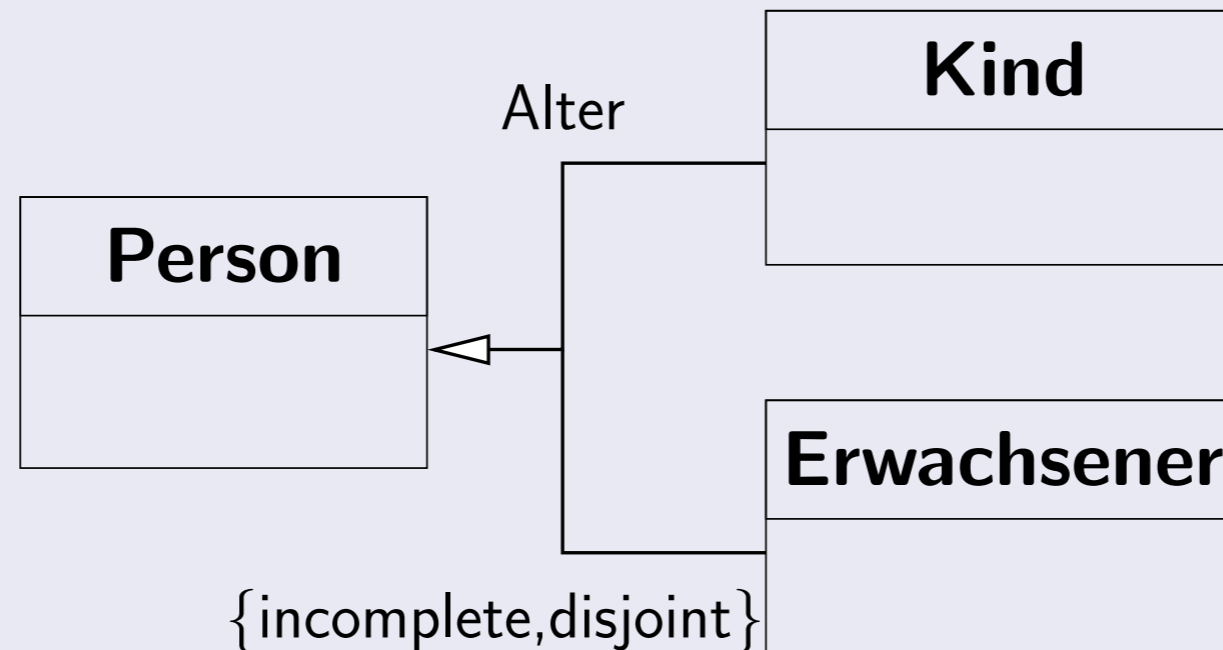 Kind
Alter
Person
Erwachsener
{incomplete,disjoint}